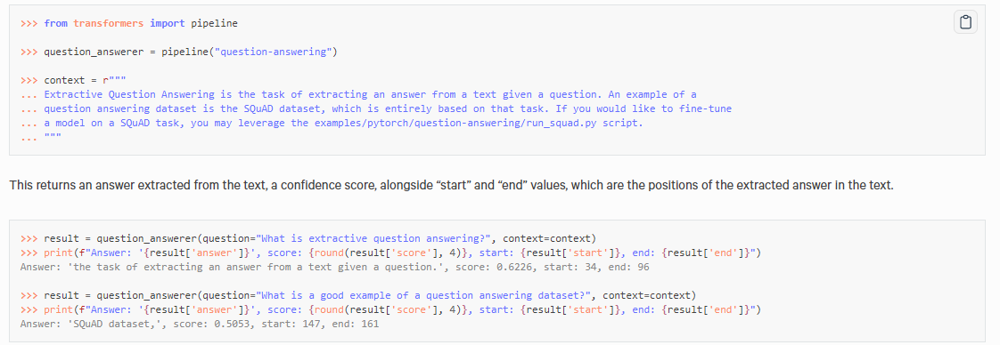 >>> from transformers import pipeline
>>> question_answerer = pipeline("question-answering")
>>> context = r"""
... Extractive Question Answering is the task of extracting an answer from a text given a question. An example of a
... question answering dataset is the SQuAD dataset, which is entirely based on that task. If you would like to fine-tune
... a model on a SQuAD task, you may leverage the examples/pytorch/question-answering/run_squad.py script.
... """
This returns an answer extracted from the text, a confidence score, alongside “start” and “end” values, which are the positions of the extracted answer in the text.
>>> result = question_answerer(question="What is extractive question answering?", context=context)
>>> print(f"Answer: '{result['answer']}', score: {round(result['score'], 4)}, start: {result['start']}, end: {result['end']}")
Answer: 'the task of extracting an answer from a text given a question.', score: 0.6226, start: 34, end: 96
>>> result = question_answerer(question="What is a good example of a question answering dataset?", context=context)
>>> print(f"Answer: '{result['answer']}', score: {round(result['score'], 4)}, start: {result['start']}, end: {result['end']}")
Answer: 'SQuAD dataset,', score: 0.5053, start: 147, end: 161